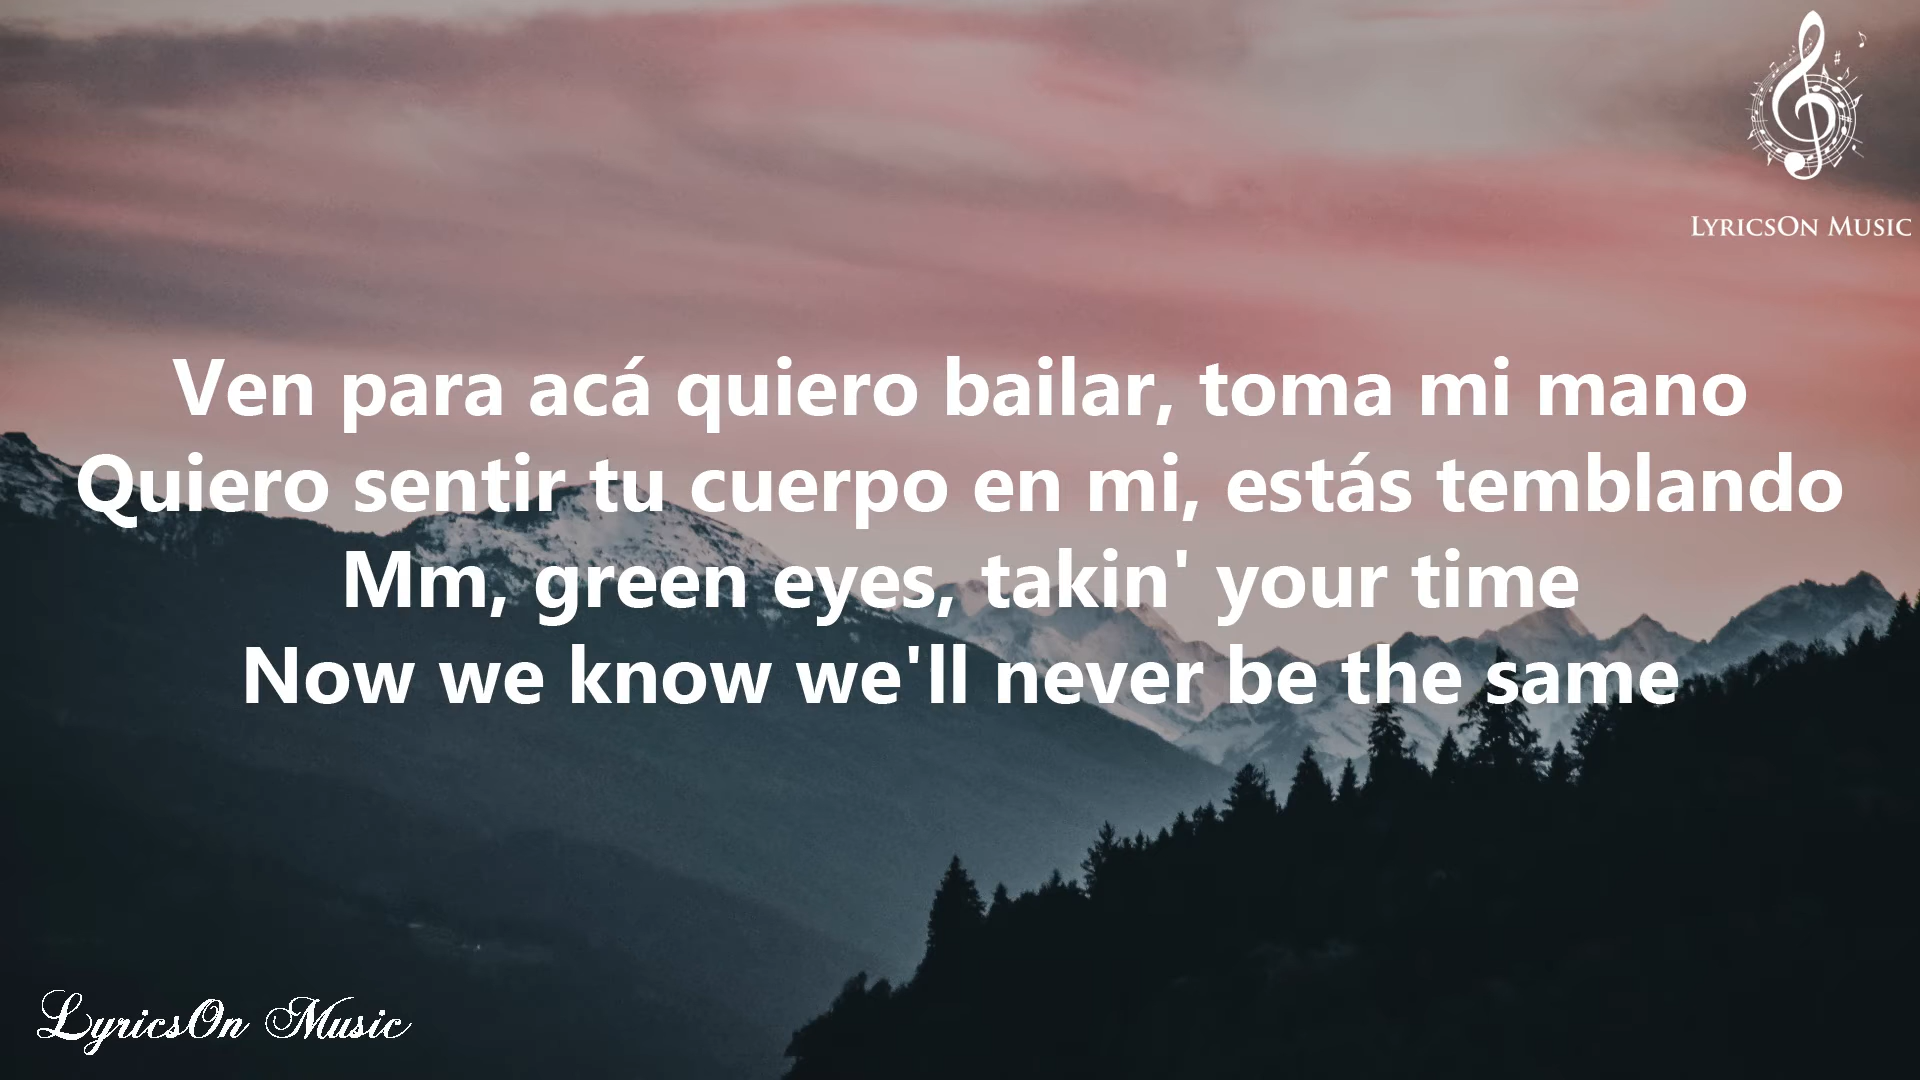 LyricsOn Music
Ven para acá quiero bailar, toma mi mano
Quiero sentir tu cuerpo en mi, estás temblando
Mm, green eyes, takin' your time
Now we know we'll never be the same
LyricsOn Music